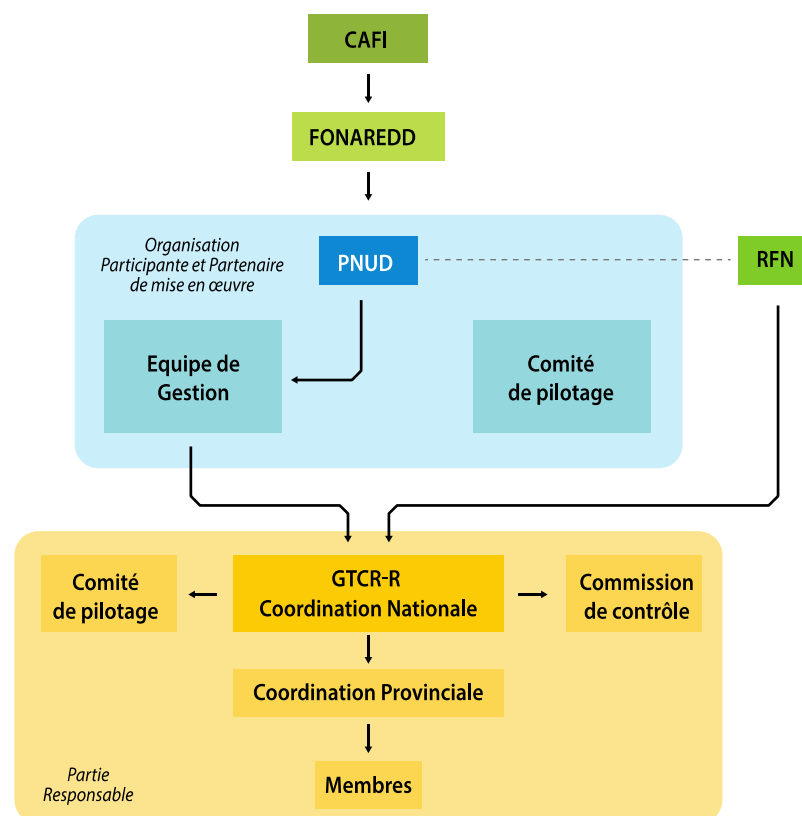 CAFI
FONAREDD
Organisation
Participante et Partenaire
de mise en œuvre
PNUD
RFN
Equipe de
Gestion
Comité
de pilotage
Comité
de pilotage
GTCR-R
Coordination Nationale
Commission
de contrôle
Coordination Provinciale
Membres
Partie
Responsable